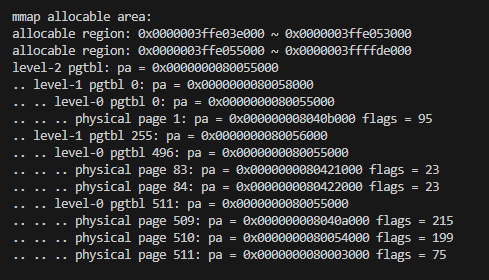 mmap allocable area:
allocable region: 0x0000003ffe03e000 ~ 0x0000003ffe053000
allocable region: 0x0000003ffe055000 ~ 0x0000003ffffde000
level-2 pgtbl: pa = 0x0000000080055000
.. level-1 pgtbl 0: pa = 0x0000000080058000
.. .. level-0 pgtbl 0: pa = 0x0000000080055000
.. .. .. physical page 1: pa = 0x000000008040b000 flags = 95
.. level-1 pgtbl 255: pa = 0x0000000080056000
.. .. level-0 pgtbl 496: pa = 0x0000000080055000
.. .. .. physical page 83: pa = 0x0000000080421000 flags = 23
.. .. .. physical page 84: pa = 0x0000000080422000 flags = 23
.. .. level-0 pgtbl 511: pa = 0x0000000080055000
.. .. .. physical page 509: pa = 0x000000008040a000 flags = 215
.. .. .. physical page 510: pa = 0x0000000080054000 flags = 199
.. .. .. physical page 511: pa = 0x0000000080003000 flags = 75